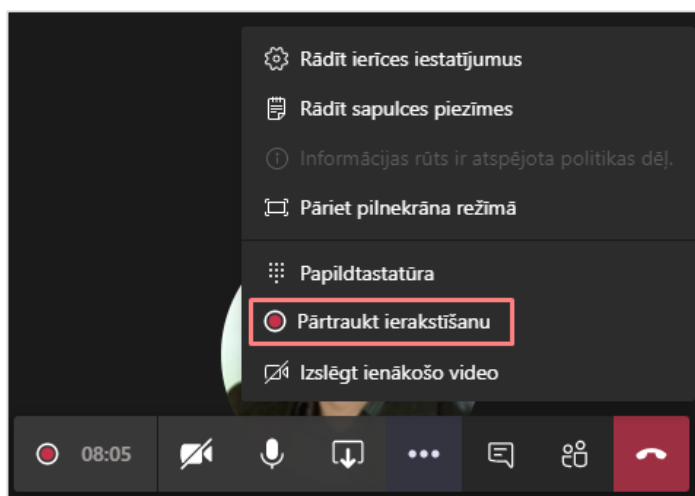 Rādīt ierīces iestatījumus
Rādīt sapulces piezīmes
Informācijas rūts ir atspējota politikas dēļ.
Pāriet pilnekrāna režīmā
Papildtastatūra
Pārtraukt ierakstīšanu
Izslēgt ienākošo video
08:05